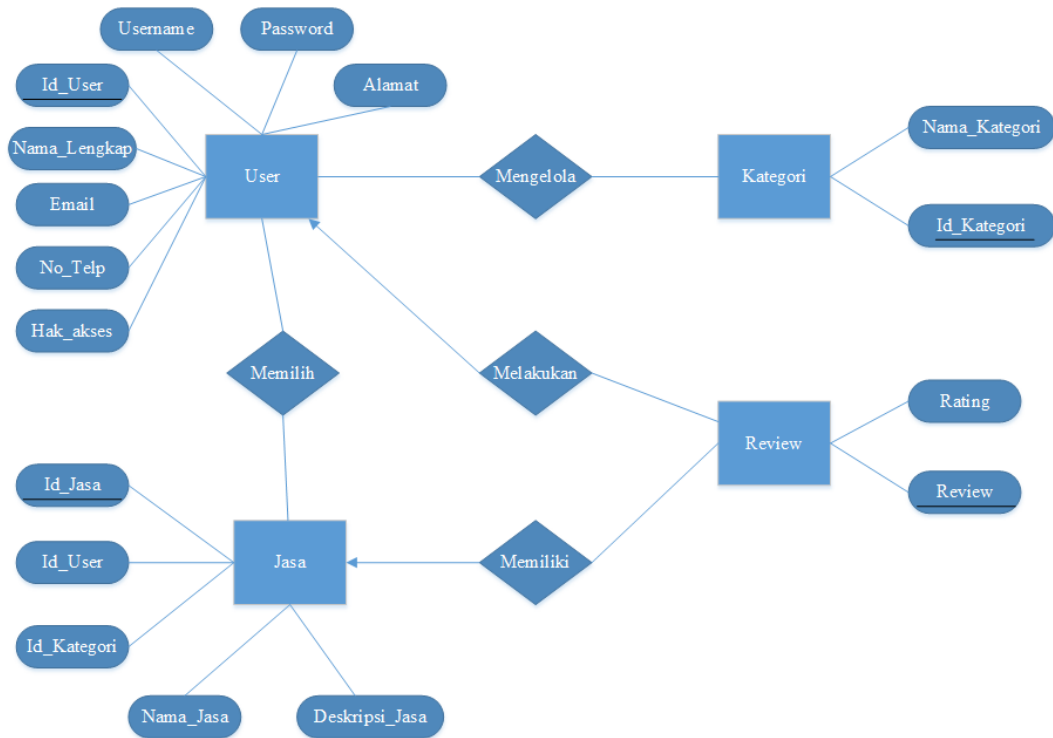 Username
Password
Id_User
Alamat
Nama_Lengkap
Nama_Kategori
User
Mengelola
Kategori
Email
Id_Kategori
No_Telp
Hak_akses
Memilih
Melakukan
Rating
Review
Id_Jasa
Review
Id_User
Jasa
Memiliki
Id_Kategori
Nama_Jasa
Deskripsi_Jasa